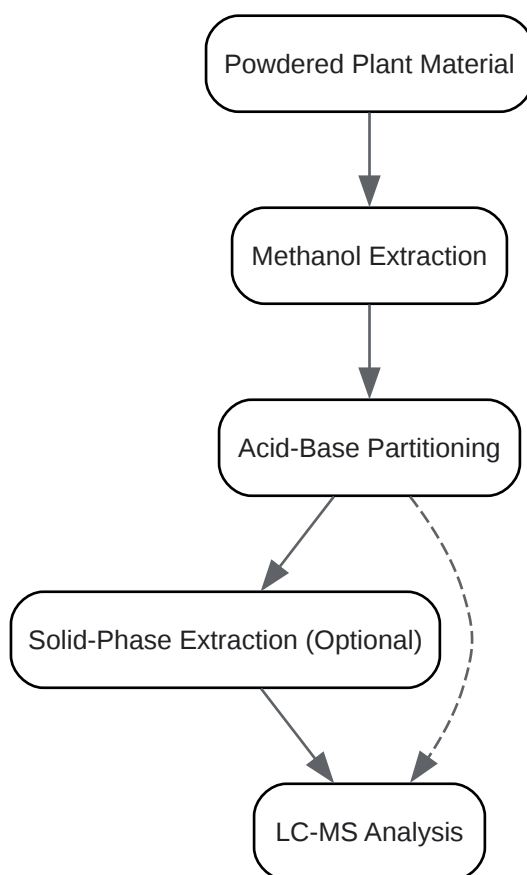 Powdered Plant Material
Methanol Extraction
Acid-Base Partitioning
Solid-Phase Extraction (Optional)
LC-MS Analysis